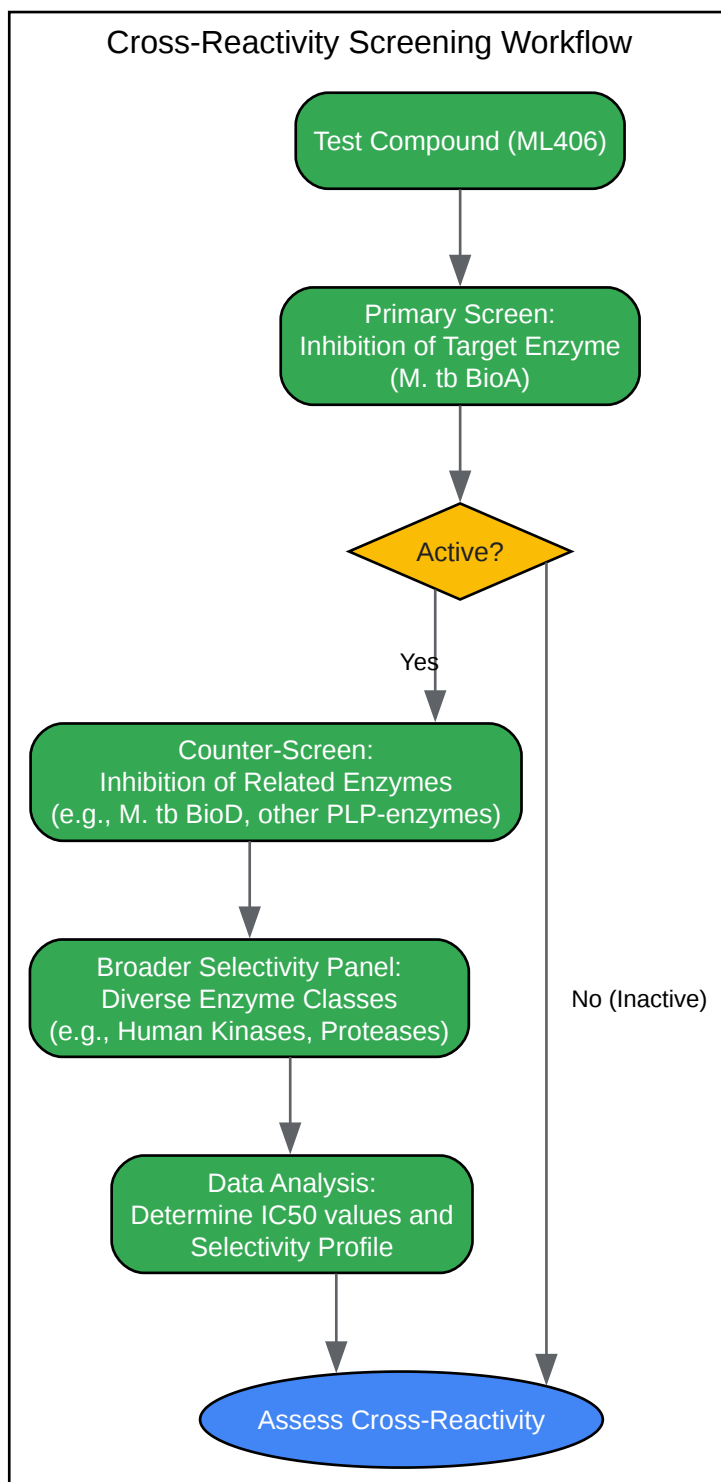 Cross-Reactivity Screening Workflow
Test Compound (ML406)
Primary Screen:
Inhibition of Target Enzyme
(M. tb BioA)
Active?
Yes
Counter-Screen:
Inhibition of Related Enzymes
(e.g., M. tb BioD, other PLP-enzymes)
Broader Selectivity Panel:
Diverse Enzyme Classes
(e.g., Human Kinases, Proteases)
No (Inactive)
Data Analysis:
Determine IC50 values and
Selectivity Profile
Assess Cross-Reactivity